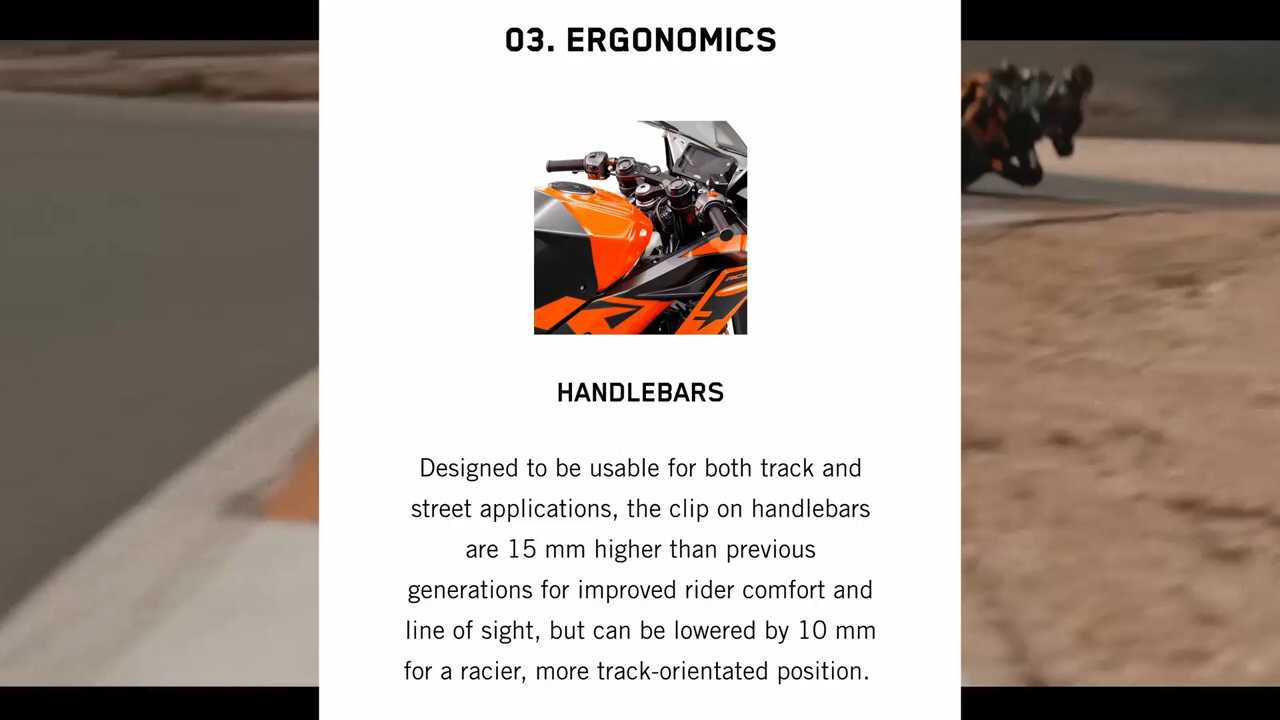 03. ERGONOMICS
HANDLEBARS
Designed to be usable for both track and
street applications, the clip on handlebars
are 15 mm higher than previous
generations for improved rider comfort and
line of sight, but can be lowered by 10 mm
for a racier, more track-orientated position.